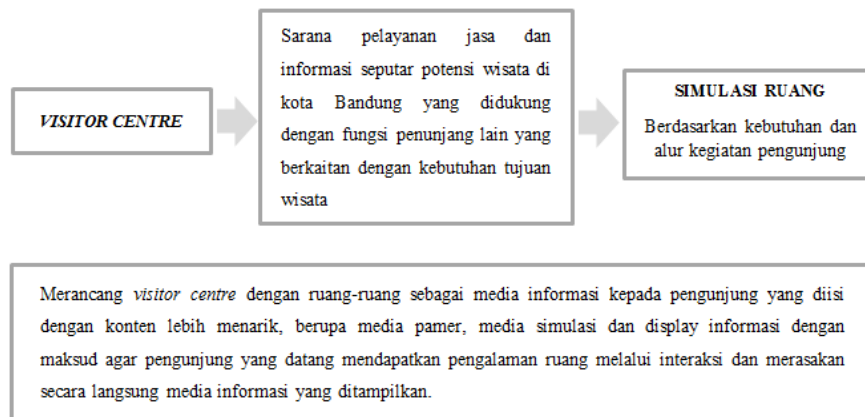 VISITOR CENTRE
Sarana pelayanan jasa dan
informasi seputar potensi wisata di
kota Bandung yang didukung
dengan fungsi penunjang lain yang
berkaitan dengan kebutuhan tujuan
wisata
SIMULASI RUANG
Berdasarkan kebutuhan dan
alur kegiatan pengunjung
Merancang visitor centre dengan ruang-ruang sebagai media informasi kepada pengunjung yang diisi
dengan konten lebih menarik, berupa media pamer, media simulasi dan display informasi dengan
maksud agar pengunjung yang datang mendapatkan pengalaman ruang melalui interaksi dan merasakan
secara langsung media informasi yang ditampilkan.